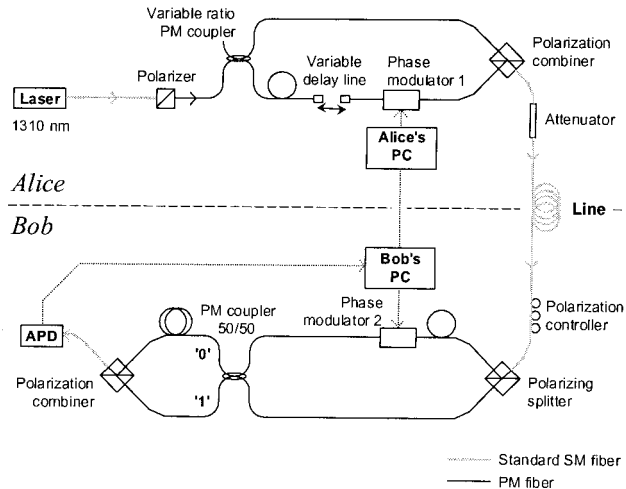 Variable ratio
PM coupler
Polarizer
Variable
delay line
Phase
modulator 1
Polarization
combiner
Laser
1310 nm
Attenuator
Alice's
PC
Alice
Line
Bob
Bob's
PC
PM coupler
50/50
Phase
modulator 2
Polarization
controller
APD
'0'
Polarization
combiner
'1'
Polarizing
splitter
Standard SM fiber
PM fiber